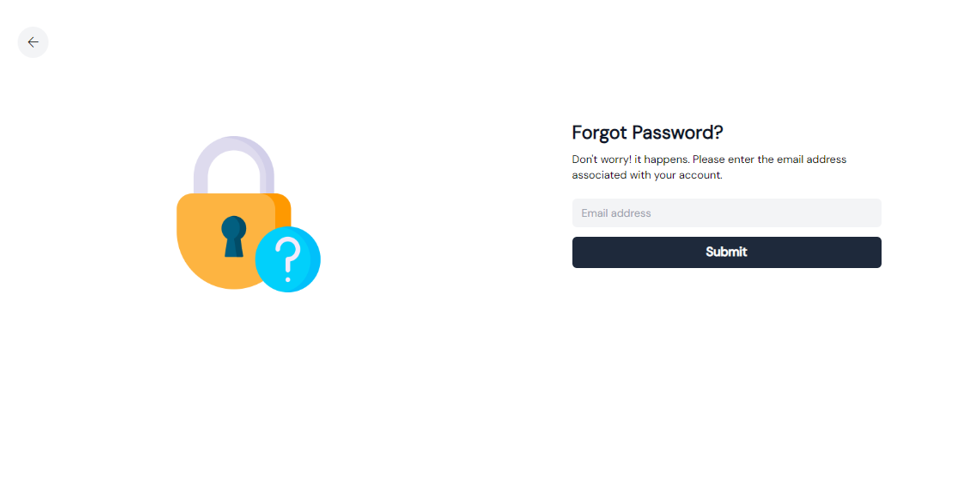 Forgot Password?
Don't worry! it happens. Please enter the email address
associated with your account.
Email address
Submit
?